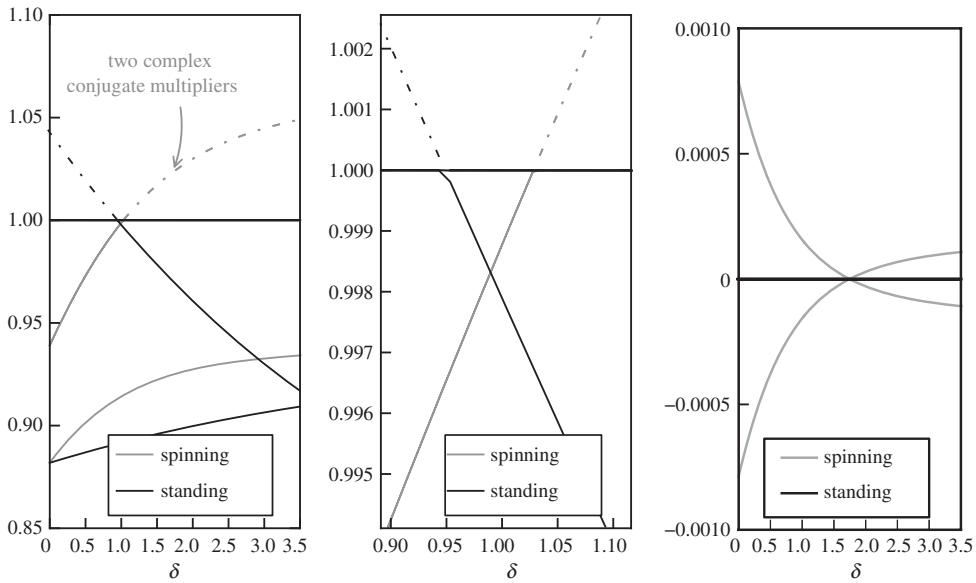 1.10
1.05
1.00
0.95
0.90
0.85
two complex
conjugate multipliers
spinning
standing
0 0.5 1.0 1.5 2.0 2.5 3.0 3.5
δ
1.002
1.001
1.000
0.999
0.998
0.997
0.996
0.995
spinning
standing
0.90 0.95 1.00 1.05 1.10
δ
0.0010
0.0005
0
−0.0005
−0.0010
spinning
standing
0 0.5 1.0 1.5 2.0 2.5 3.0 3.5
δ